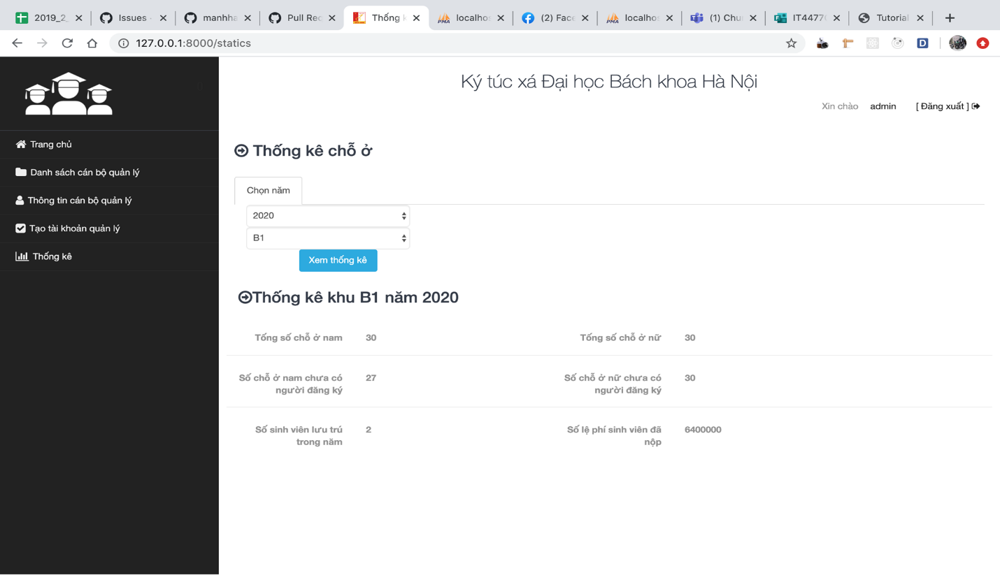 2019_2_
Issues ·
manhha
Pull Rec
Thống k
localhos
(2) Face
localhos
(1) Chu
IT4477
Tutorial
127.0.0.1:8000/statics
Ký túc xá Đại học Bách khoa Hà Nội
Xin chào admin [ Đăng xuất ]
Trang chủ
Danh sách cán bộ quản lý
Thông tin cán bộ quản lý
Tạo tài khoản quản lý
Thống kê
Thống kê chỗ ở
Chọn năm
2020
B1
Xem thống kê
Thống kê khu B1 năm 2020
Tổng số chỗ ở nam 30 Tổng số chỗ ở nữ 30
Số chỗ ở nam chưa có 27 Số chỗ ở nữ chưa có 30
người đăng ký người đăng ký
Số sinh viên lưu trú 2 Số lệ phí sinh viên đã 6400000
trong năm nộp